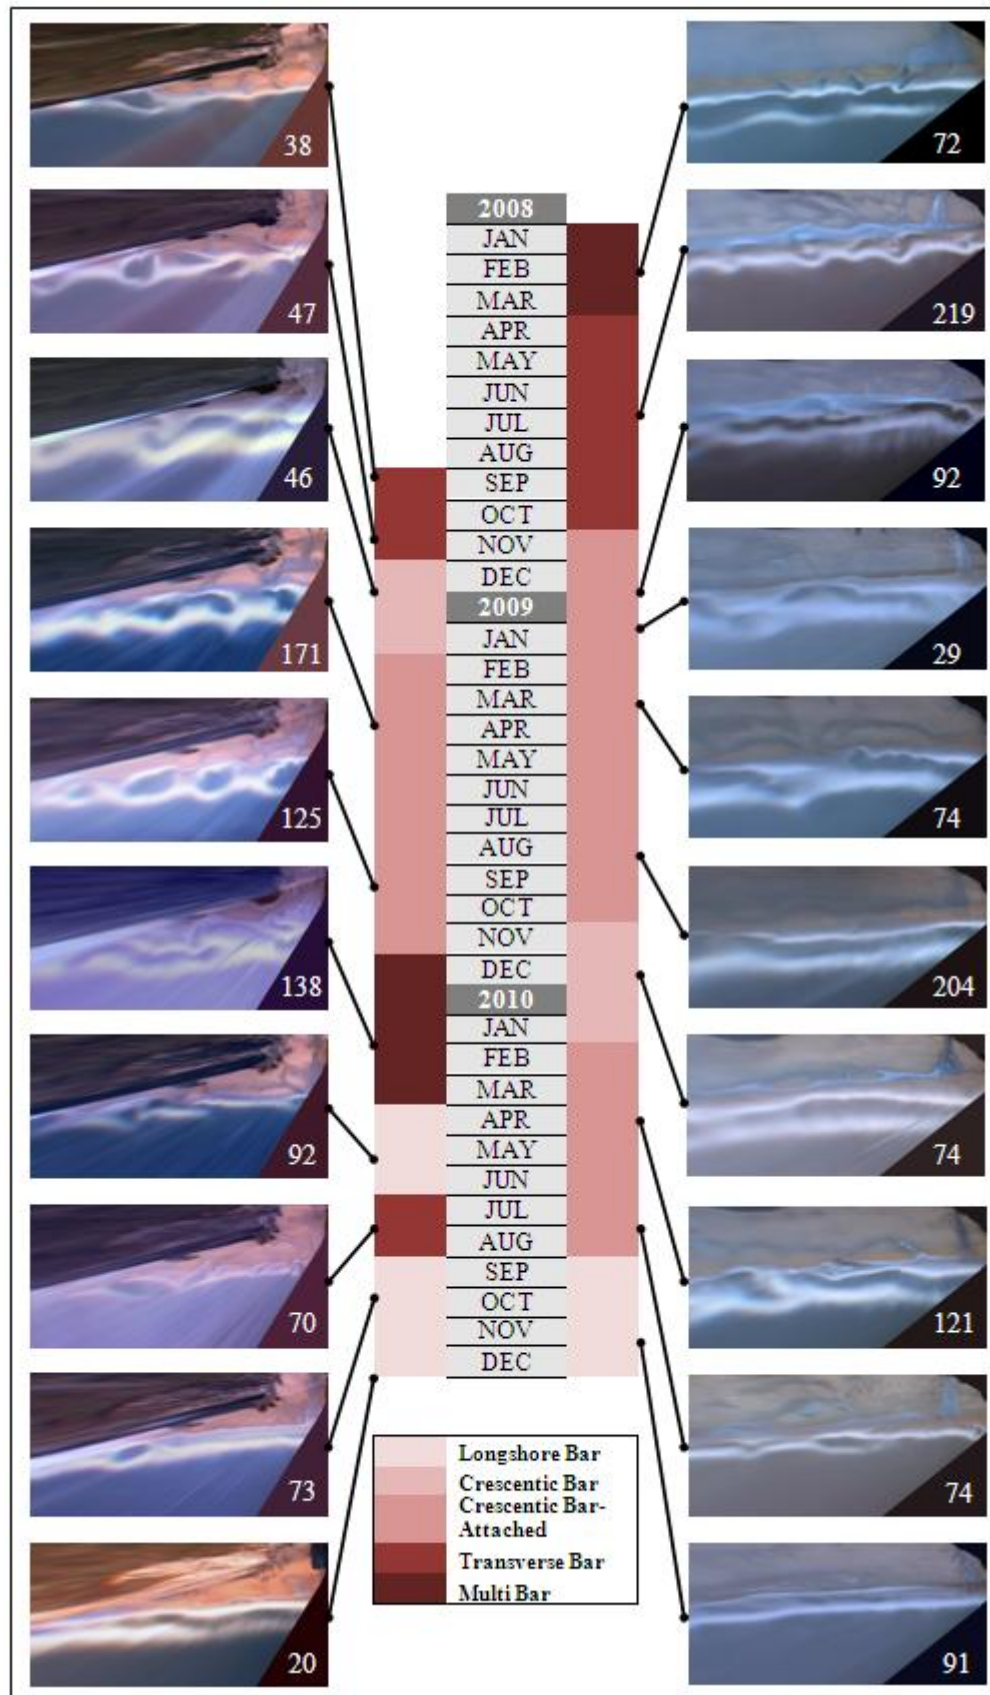 38
47
46
171
125
138
92
70
73
20
2008
JAN
FEB
MAR
APR
MAY
JUN
JUL
AUG
SEP
OCT
NOV
DEC
2009
JAN
FEB
MAR
APR
MAY
JUN
JUL
AUG
SEP
OCT
NOV
DEC
2010
JAN
FEB
MAR
APR
MAY
JUN
JUL
AUG
SEP
OCT
NOV
DEC
Longshore Bar
Crescentic Bar
Crescentic Bar-
Attached
Transverse Bar
Multi Bar
72
219
92
29
74
204
74
121
74
91